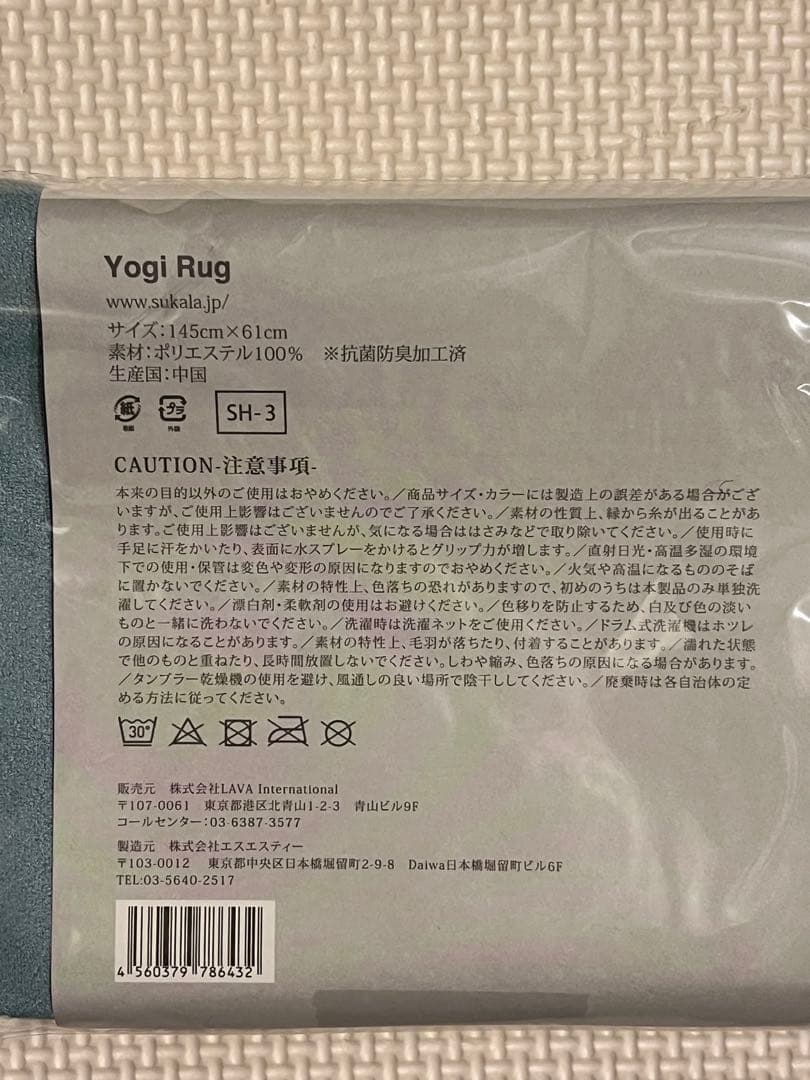 Yogi Rug
www.sukala.jp/
サイズ:145cm×61cm
素材:ポリエステル100% ※抗菌防臭加工済
生産国:中国
紙 プラ SH-3
外装
CAUTION-注意事項-
本来の目的以外のご使用はおやめください。/商品サイズ・カラーには製造上の誤差がある場合がござ
いますが、ご使用上影響はございませんのでご了承ください。/素材の性質上、縁から糸が出ることがあ
ります。ご使用上影響はございませんが、気になる場合ははさみなどで取り除いてください。/使用時に
手足に汗をかいたり、表面に水スプレーをかけるとグリップ力が増します。/直射日光・高温多湿の環境
下での使用・保管は変色や変形の原因になりますのでおやめください。/火気や高温になるもののそば
に置かないでください。/素材の特性上、色落ちの恐れがありますので、初めのうちは本製品のみ単独洗
濯してください。/漂白剤・柔軟剤の使用はお避けください。/色移りを防止するため、白及び色の淡い
ものと一緒に洗わないでください。/洗濯時は洗濯ネットをご使用ください。/ドラム式洗濯機はホツレ
の原因になることがあります。/素材の特性上、毛羽が落ちたり、付着することがあります。/濡れた状態
で他のものと重ねたり、長時間放置しないでください。しわや縮み、色落ちの原因になる場合があります。
/タンブラー乾燥機の使用を避け、風通しの良い場所で陰干ししてください。/廃棄時は各自治体の定
める方法に従ってください。
30°
販売元 株式会社LAVA International
〒107-0061 東京都港区北青山1-2-3 青山ビル9F
コールセンター:03-6387-3577
製造元 株式会社エスエスティー
〒103-0012 東京都中央区日本橋堀留町2-9-8 Daiwa日本橋堀留町ビル6F
TEL:03-5640-2517
4 560379 786432